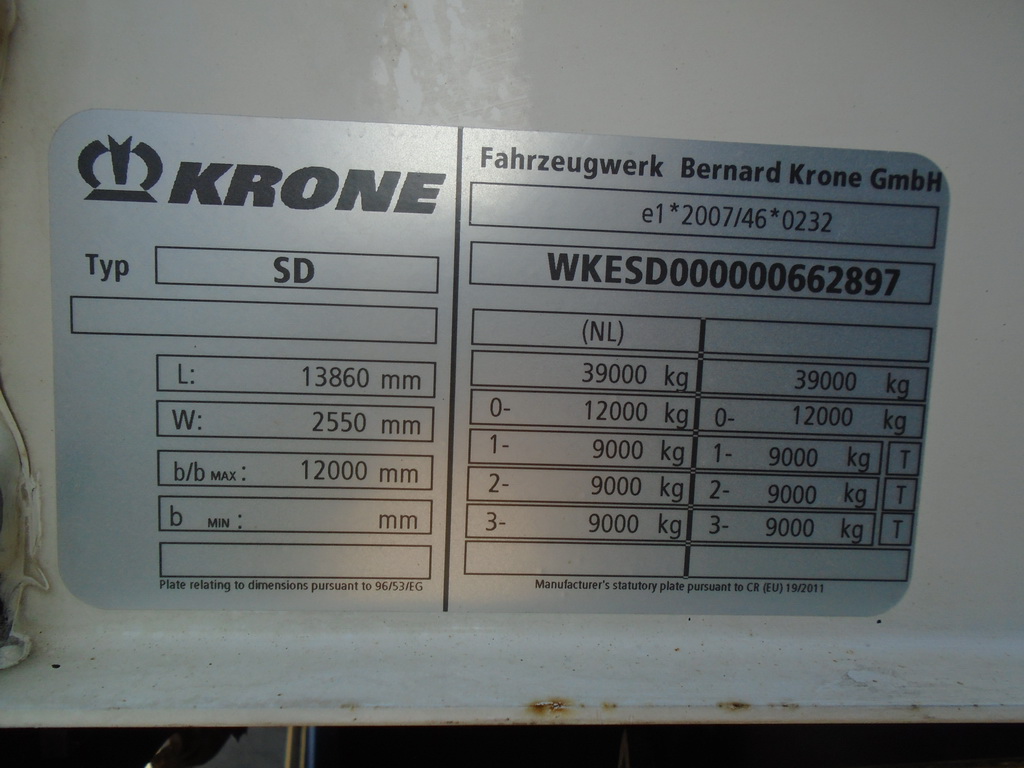 KRONE
Typ SD
L: 13860 mm
W: 2550 mm
b/b MAX : 12000 mm
b MIN : mm
Plate relating to dimensions pursuant to 96/53/EG
Fahrzeugwerk Bernard Krone GmbH
e1*2007/46*0232
WKESD000000662897
(NL)
39000 kg 39000 kg
0- 12000 kg 0- 12000 kg
1- 9000 kg 1- 9000 kg T
2- 9000 kg 2- 9000 kg T
3- 9000 kg 3- 9000 kg T
Manufacturer's statutory plate pursuant to CR (EU) 19/2011